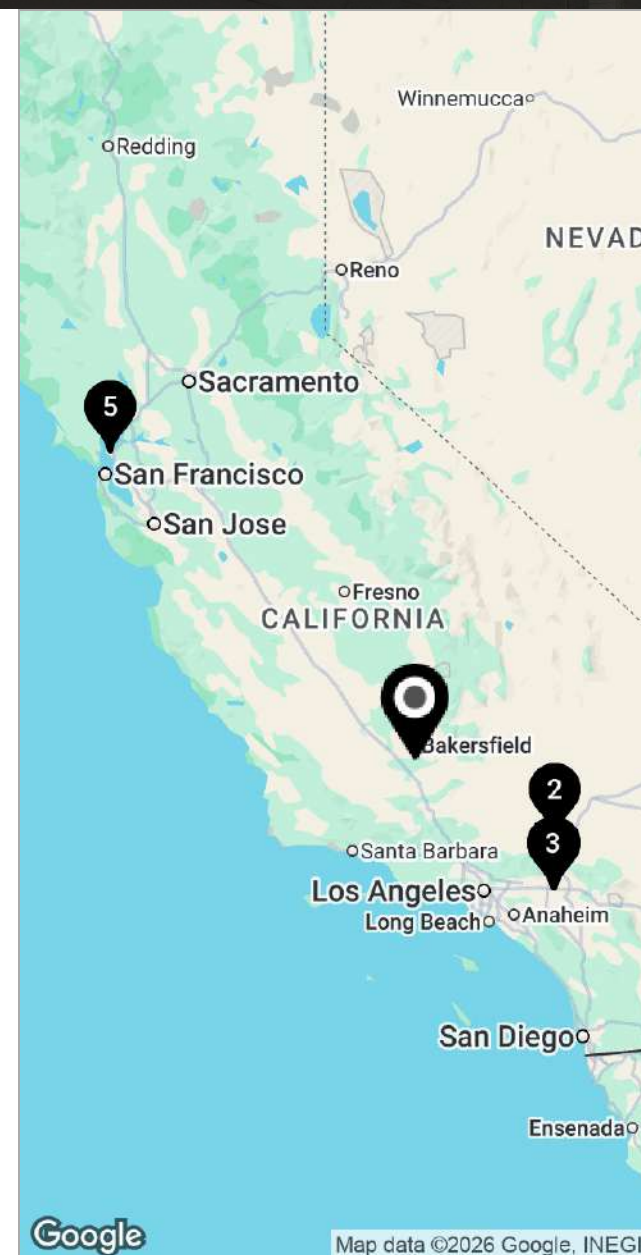 Winnemucca
Redding
NEVAD
Reno
Sacramento
5
San Francisco
San Jose
Fresno
CALIFORNIA
Bakersfield
2
3
Santa Barbara
Los Angeles
Anaheim
Long Beach
San Diego
Ensenada
Google
Map data ©2026 Google, INEGI